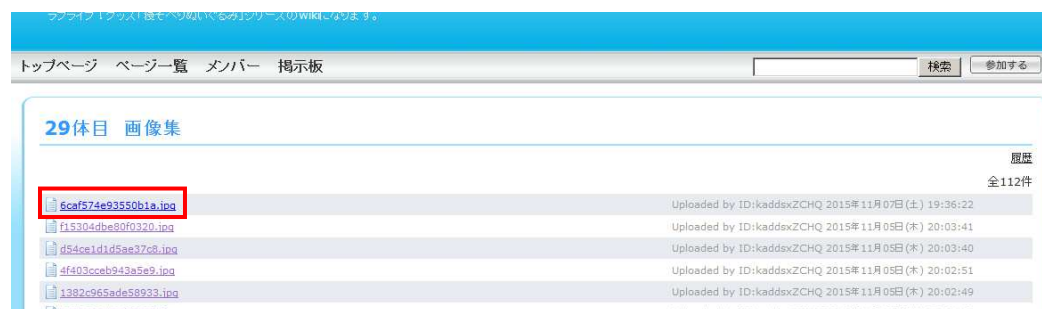 ラブライブ!グッズ「寝そべりぬいぐるみ」シリーズのwikiになります。
トップページ ページ一覧 メンバー 掲示板 検索 参加する
29体目 画像集
履歴
全112件
6caf574e93550b1a.jpg Uploaded by ID:kaddsxZCHQ 2015年11月07日(土) 19:36:22
f15304dbe80f0320.jpg Uploaded by ID:kaddsxZCHQ 2015年11月05日(木) 20:03:41
d54ce1d1d5ae37c8.jpg Uploaded by ID:kaddsxZCHQ 2015年11月05日(木) 20:03:40
4f403cceb943a5e9.jpg Uploaded by ID:kaddsxZCHQ 2015年11月05日(木) 20:02:51
1382c965ade58933.jpg Uploaded by ID:kaddsxZCHQ 2015年11月05日(木) 20:02:49